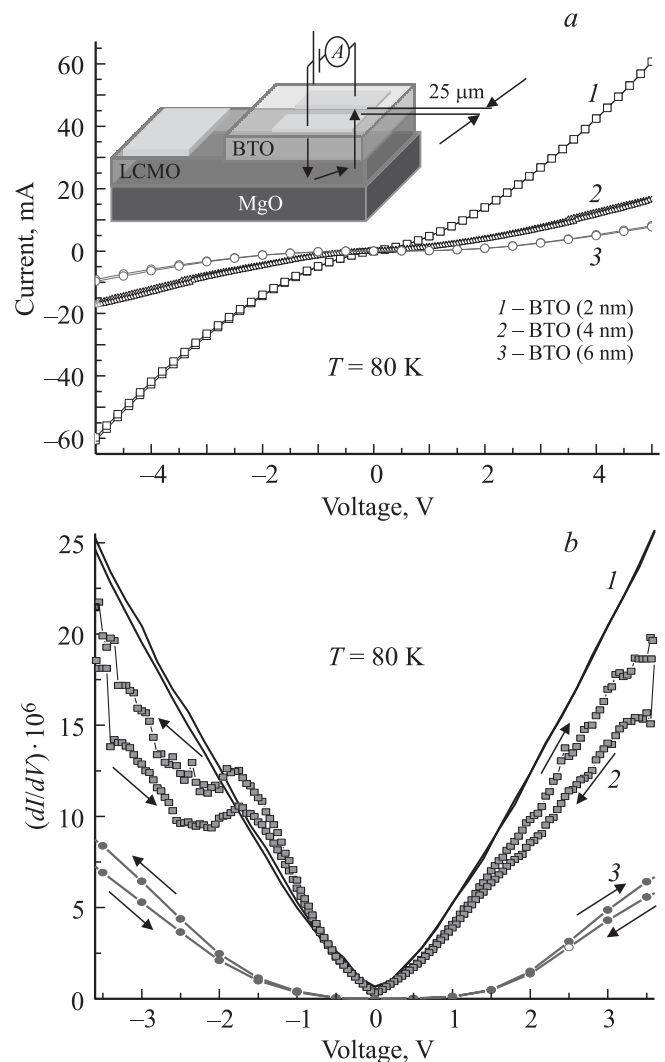 a
60
40
20
0
–20
–40
–60
Current, mA
A
25 μm
BTO
LCMO
MgO
1
2
3
1 – BTO (2 nm)
2 – BTO (4 nm)
3 – BTO (6 nm)
T = 80 K
–4 –2 0 2 4
Voltage, V
b
25
20
15
10
5
0
(dI/dV)·10⁶
1
T = 80 K
2
3
–3 –2 –1 0 1 2 3
Voltage, V